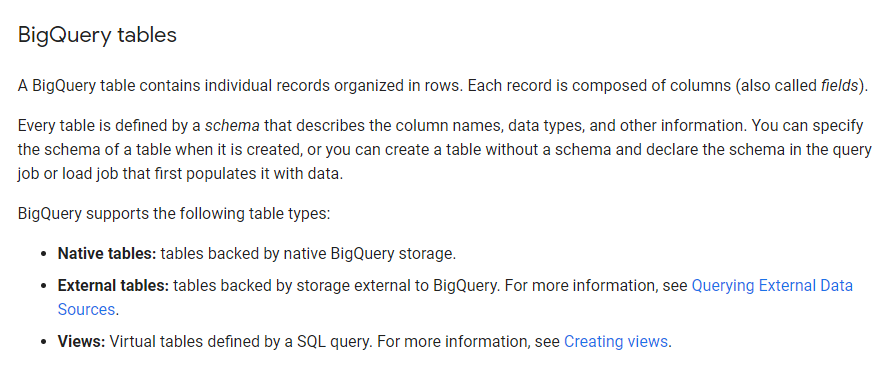 BigQuery tables
A BigQuery table contains individual records organized in rows. Each record is composed of columns (also called fields).
Every table is defined by a schema that describes the column names, data types, and other information. You can specify
the schema of a table when it is created, or you can create a table without a schema and declare the schema in the query
job or load job that first populates it with data.
BigQuery supports the following table types:
• Native tables: tables backed by native BigQuery storage.
• External tables: tables backed by storage external to BigQuery. For more information, see Querying External Data
Sources.
• Views: Virtual tables defined by a SQL query. For more information, see Creating views.